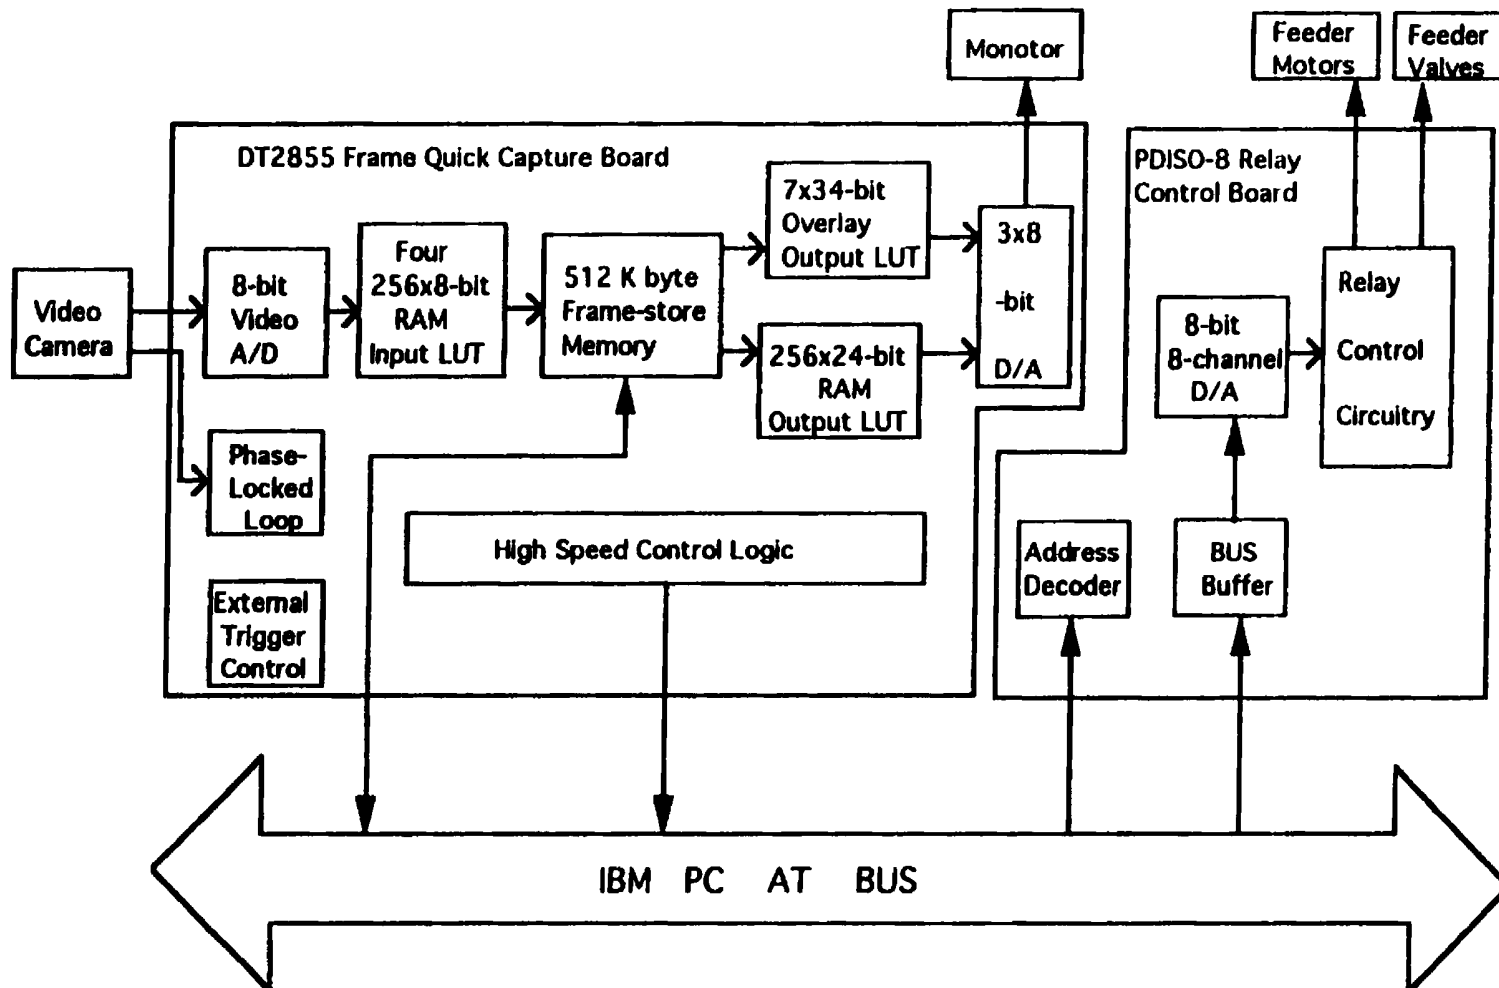 Monotor
Feeder
Motors
Feeder
Valves
DT2855 Frame Quick Capture Board
PDISO-8 Relay
Control Board
Video
Camera
8-bit
Video
A/D
Four
256x8-bit
RAM
Input LUT
512 K byte
Frame-store
Memory
7x34-bit
Overlay
Output LUT
256x24-bit
RAM
Output LUT
3x8
-bit
D/A
8-bit
8-channel
D/A
Relay
Control
Circuitry
Phase-
Locked
Loop
High Speed Control Logic
External
Trigger
Control
Address
Decoder
BUS
Buffer
IBM PC AT BUS